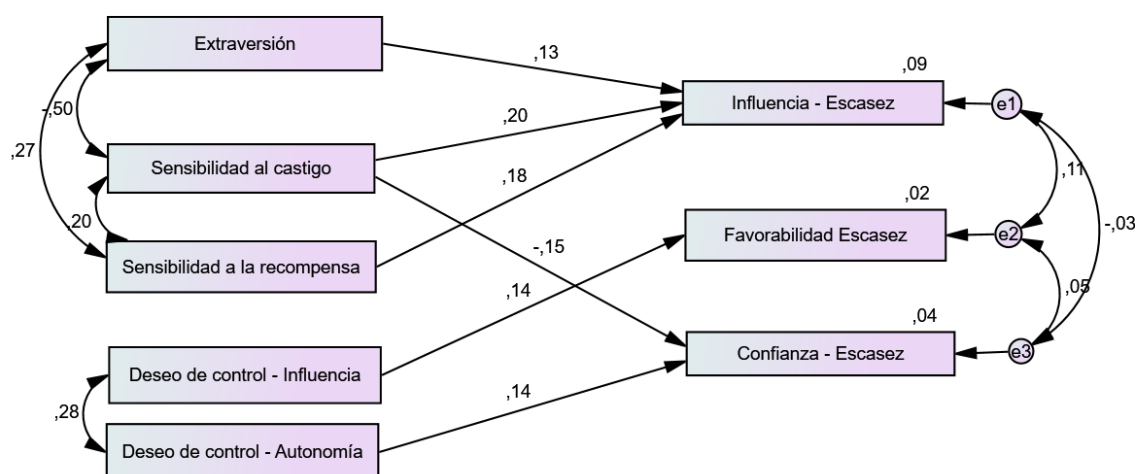 Extraversión
,13
,09
Influencia - Escasez
e1
-,50
,20
,27
Sensibilidad al castigo
,18
,11
,20
,02
Favorabilidad Escasez
e2
-,03
Sensibilidad a la recompensa
-,15
,14
,05
,04
Confianza - Escasez
e3
Deseo de control - Influencia
,14
,28
Deseo de control - Autonomía